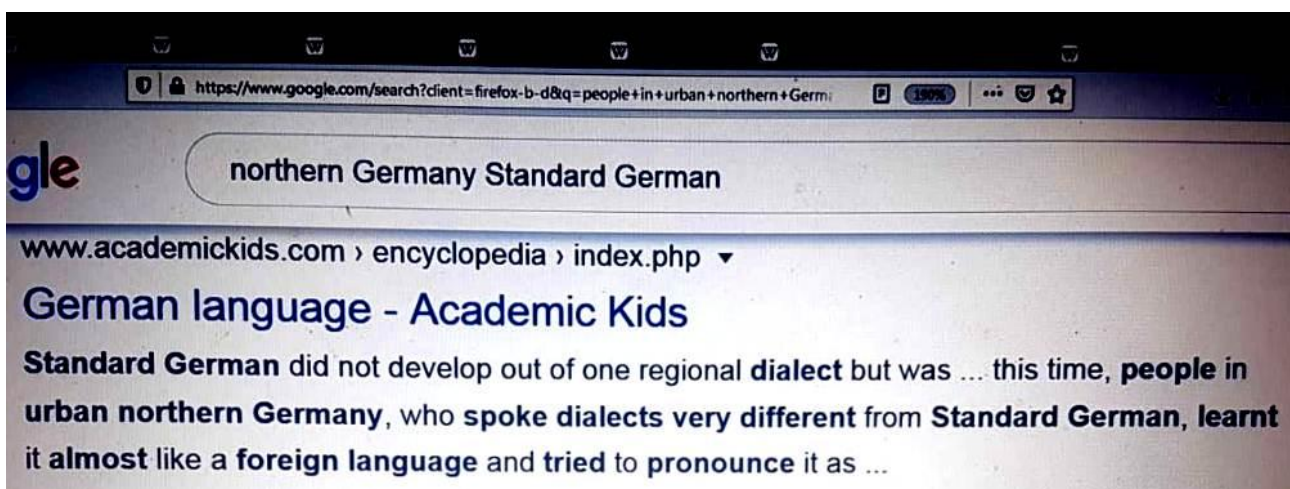 https://www.google.com/search?client=firefox-b-d&q=people+in+urban+northern+Germ
190%
gle
northern Germany Standard German
www.academickids.com › encyclopedia › index.php
German language - Academic Kids
Standard German did not develop out of one regional dialect but was ... this time, people in
urban northern Germany, who spoke dialects very different from Standard German, learnt
it almost like a foreign language and tried to pronounce it as ...